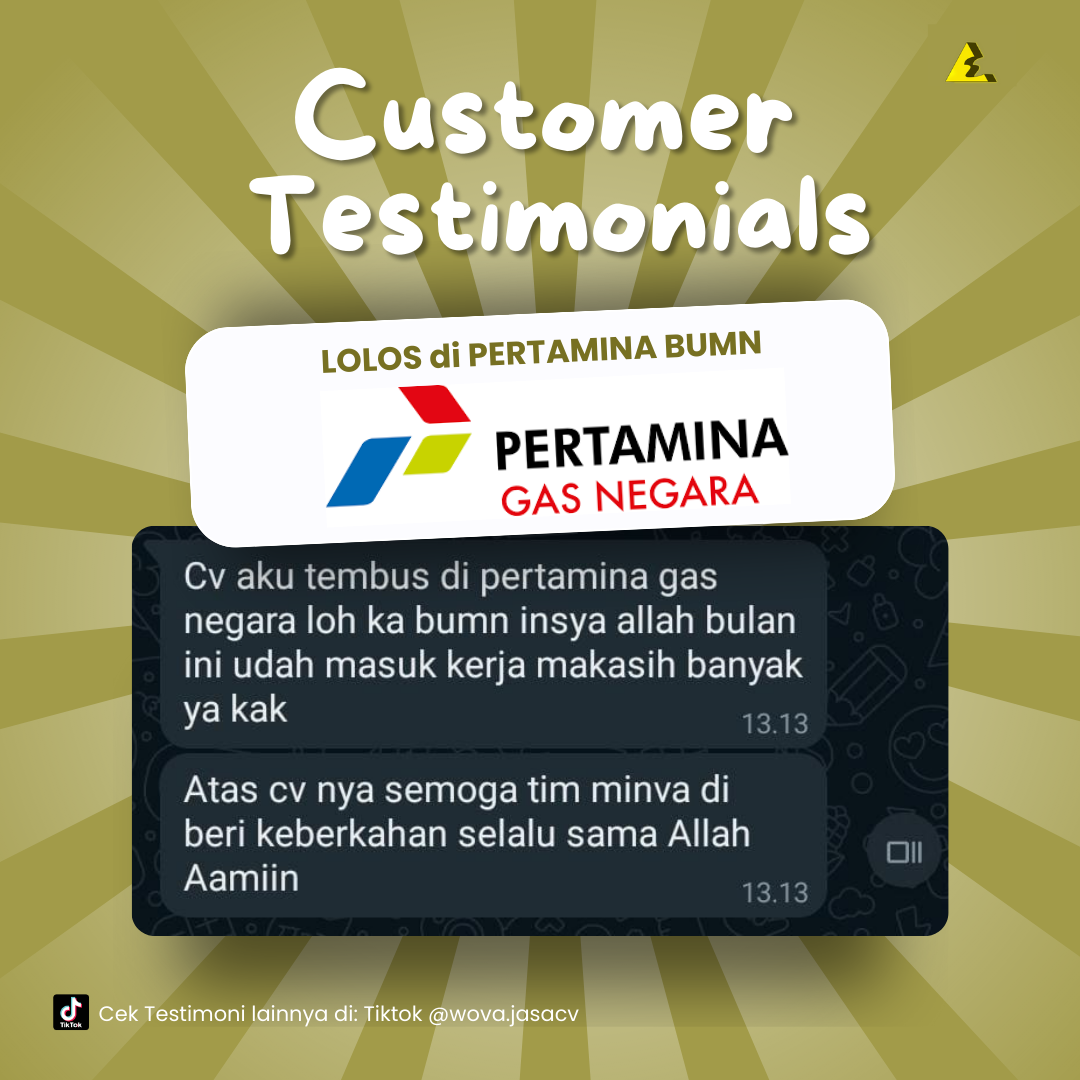 Customer
Testimonials
LOLOS di PERTAMINA BUMN
PERTAMINA
GAS NEGARA
Cv aku tembus di pertamina gas
negara loh ka bumn insya allah bulan
ini udah masuk kerja makasih banyak
ya kak
13.13
Atas cv nya semoga tim minva di
beri keberkahan selalu sama Allah
Aamiin
13.13
TikTok
Cek Testimoni lainnya di: Tiktok @wova.jasacv